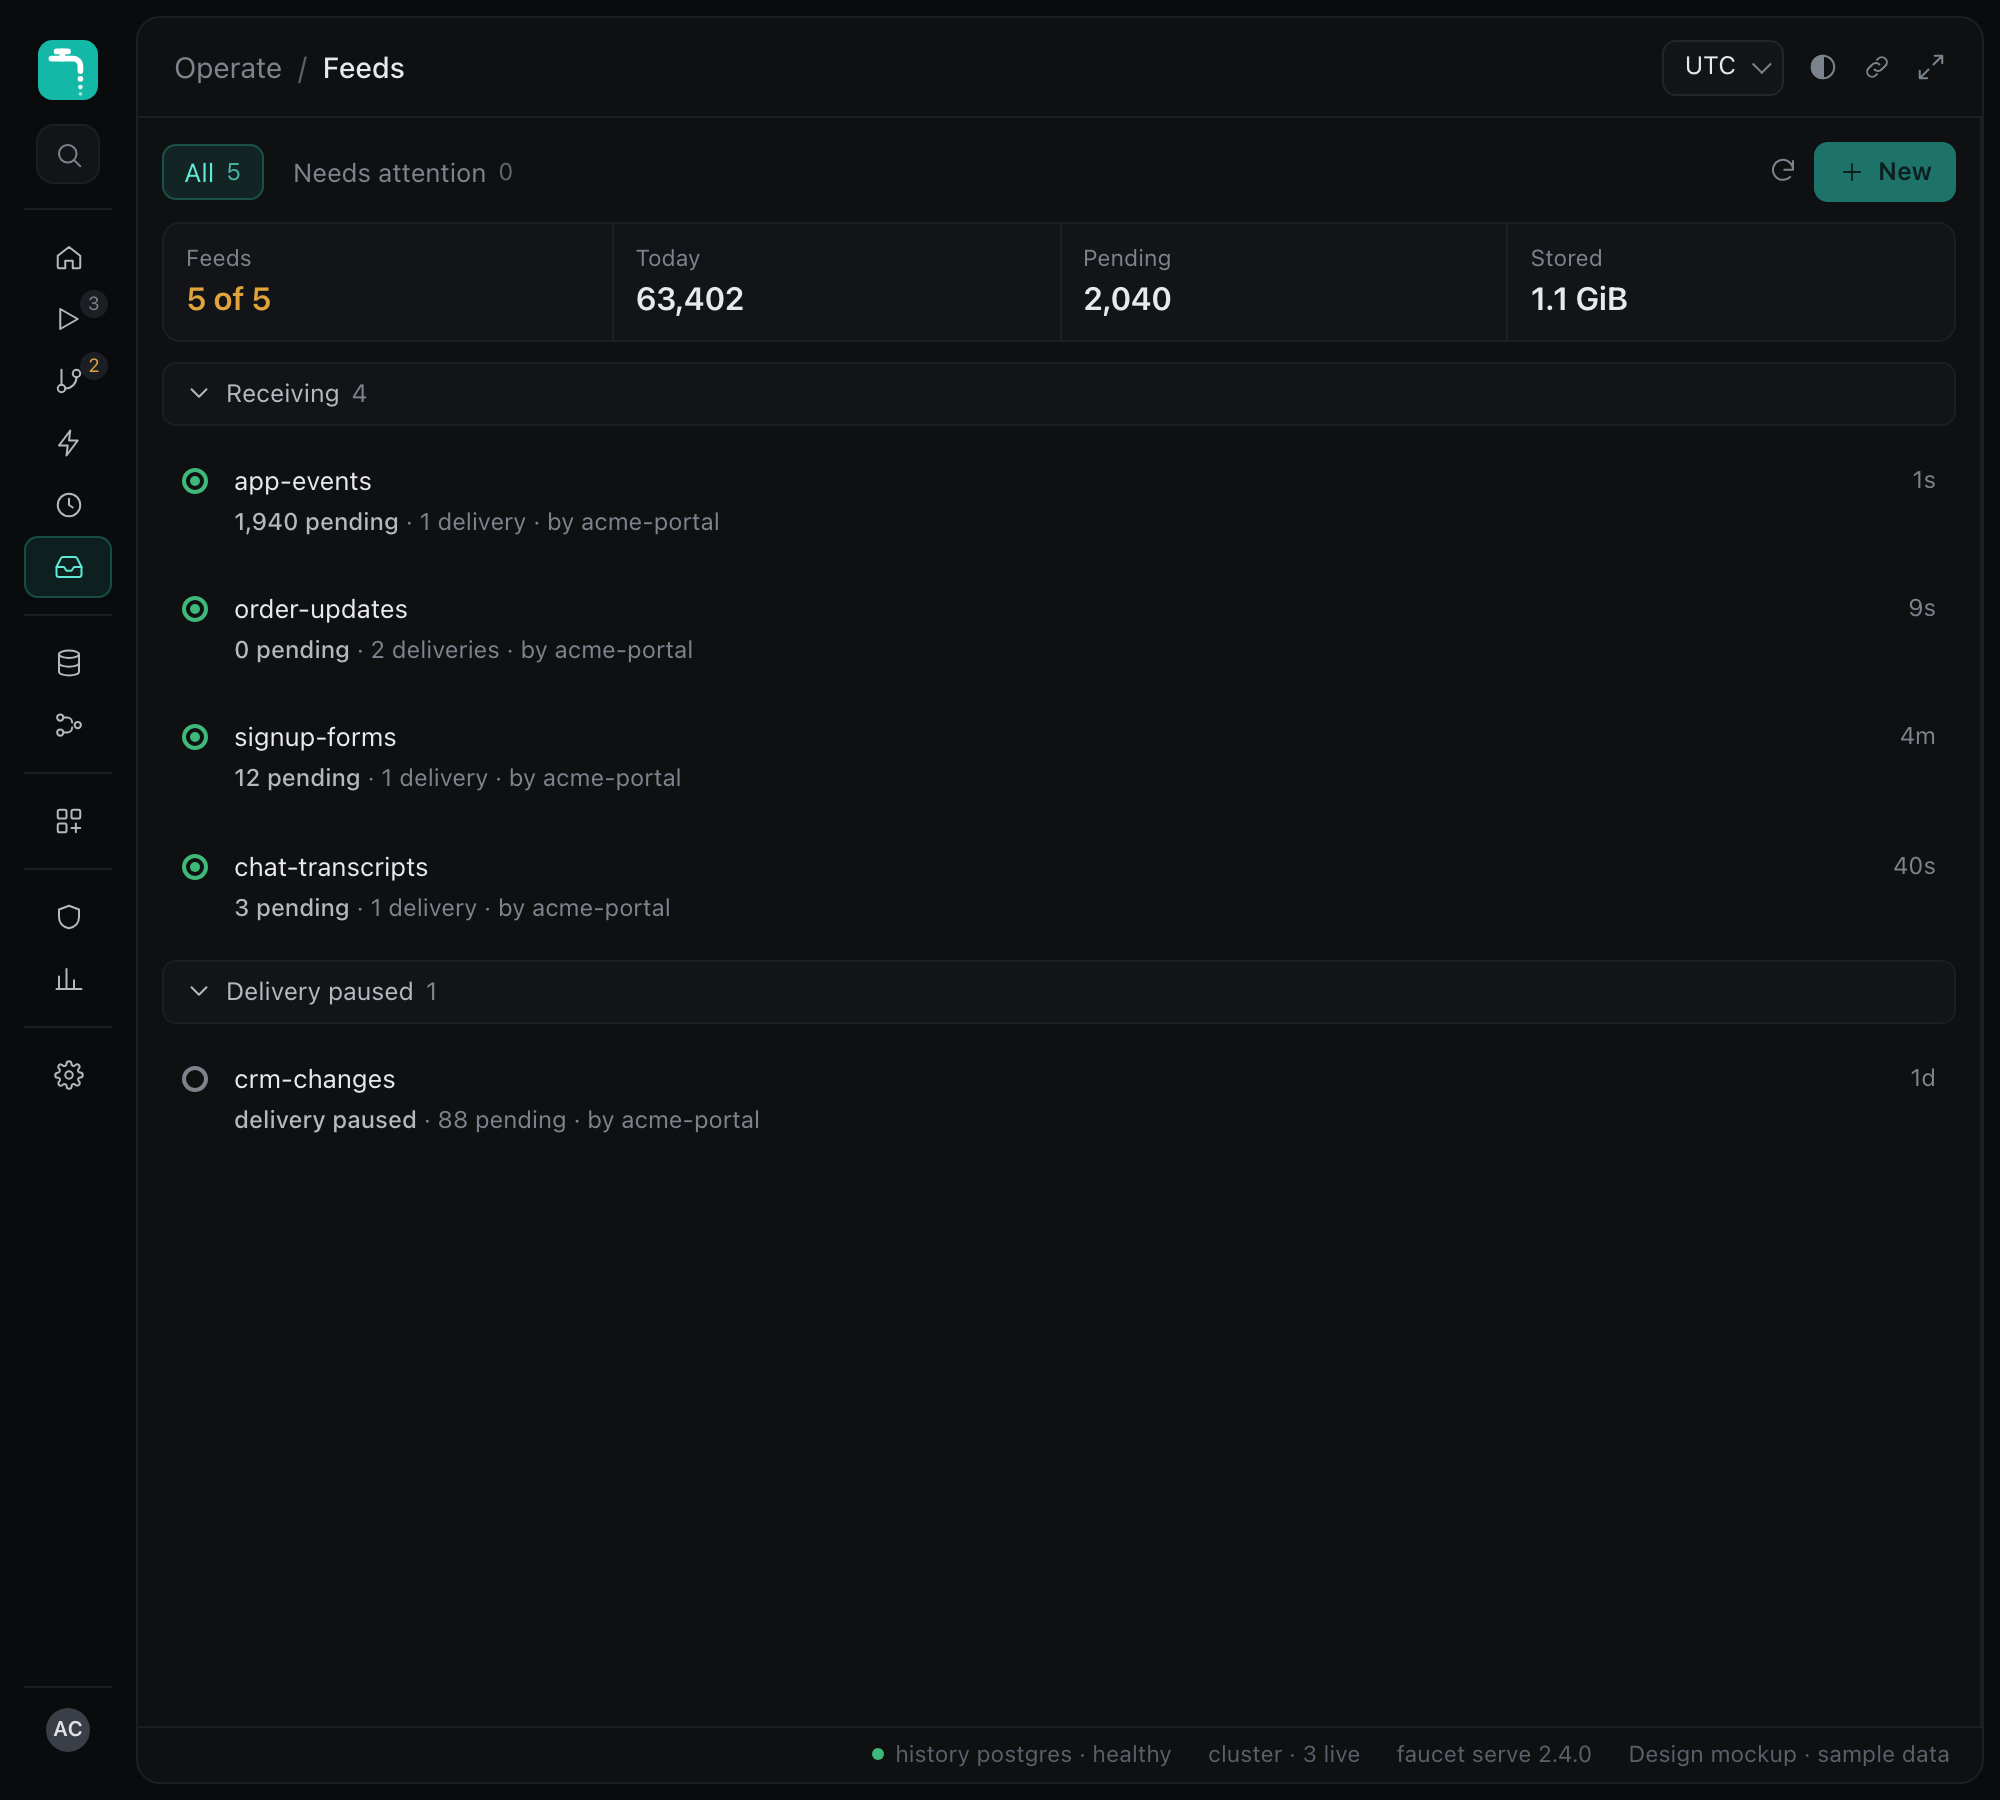 Operate / Feeds
UTC
All 5
Needs attention 0
+ New
Feeds
5 of 5
Today
63,402
Pending
2,040
Stored
1.1 GiB
3
2
Receiving 4
app-events
1s
1,940 pending · 1 delivery · by acme-portal
order-updates
9s
0 pending · 2 deliveries · by acme-portal
signup-forms
4m
12 pending · 1 delivery · by acme-portal
chat-transcripts
40s
3 pending · 1 delivery · by acme-portal
Delivery paused 1
crm-changes
1d
delivery paused · 88 pending · by acme-portal
AC
history postgres · healthy
cluster · 3 live
faucet serve 2.4.0
Design mockup · sample data